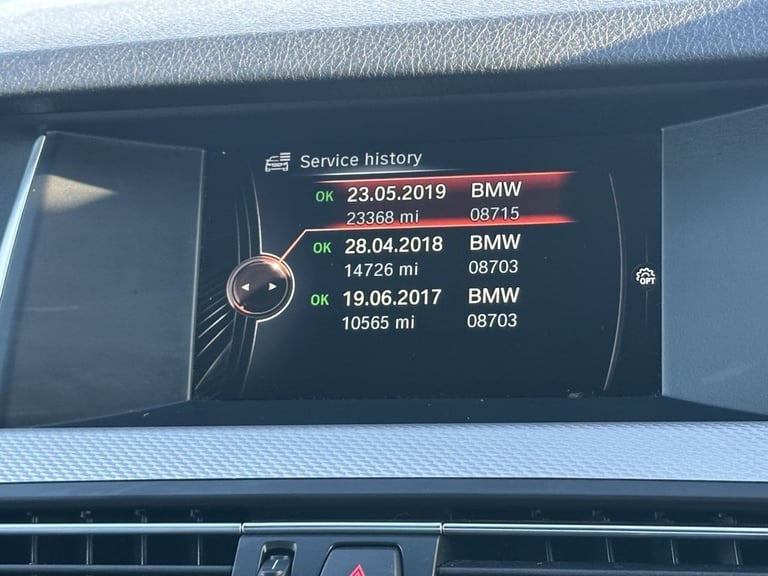 Service history
OK 23.05.2019 BMW
23368 mi 08715
OK 28.04.2018 BMW
14726 mi 08703
OK 19.06.2017 BMW
10565 mi 08703
OPT